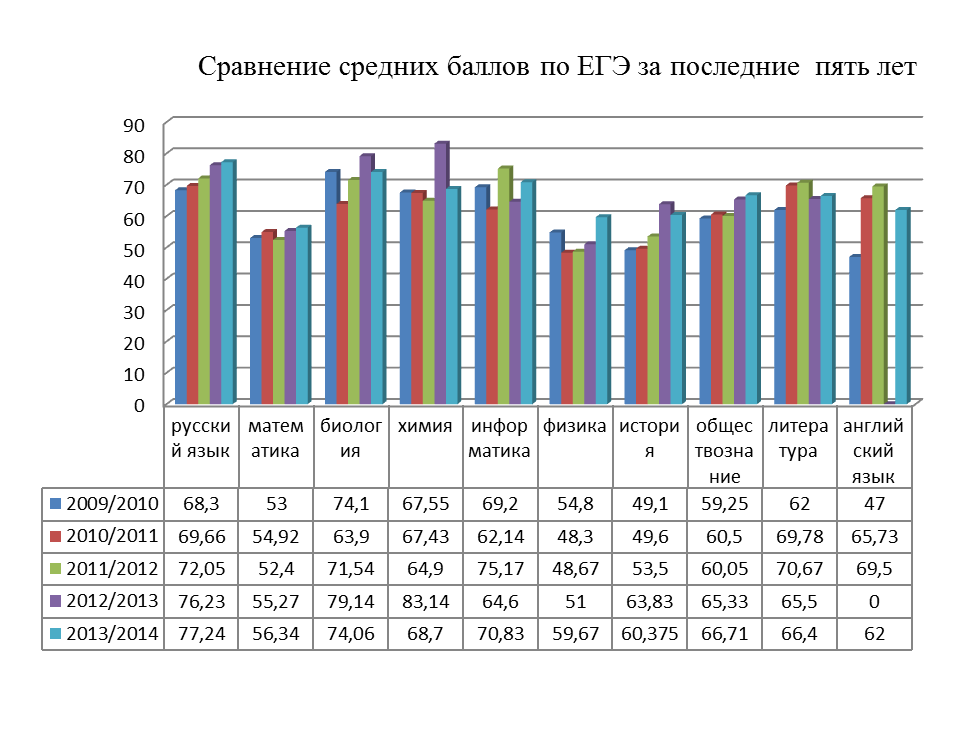 Сравнение средних баллов по ЕГЭ за последние пять лет
90
80
70
60
50
40
30
20
10
0
русски матем биолог химия инфор физика истори общес литера англий
й язык атика ия матика я твозна тура ский
ние язык
2009/2010 68,3 53 74,1 67,55 69,2 54,8 49,1 59,25 62 47
2010/2011 69,66 54,92 63,9 67,43 62,14 48,3 49,6 60,5 69,78 65,73
2011/2012 72,05 52,4 71,54 64,9 75,17 48,67 53,5 60,05 70,67 69,5
2012/2013 76,23 55,27 79,14 83,14 64,6 51 63,83 65,33 65,5 0
2013/2014 77,24 56,34 74,06 68,7 70,83 59,67 60,375 66,71 66,4 62